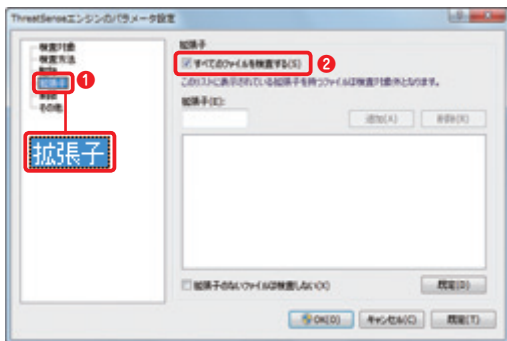 ThreatSenseエンジンのパラメータ設定
検査対象
検査方法
駆除
拡張子
制限
その他
❶
拡張子
拡張子
すべてのファイルを検査する(S)
❷
このリストに表示されている拡張子を持つファイルは検査対象外となります。
拡張子(E):
追加(A)
削除(R)
拡張子のないファイルは検査しない(X)
既定(D)
OK(O)
キャンセル(C)
既定(T)